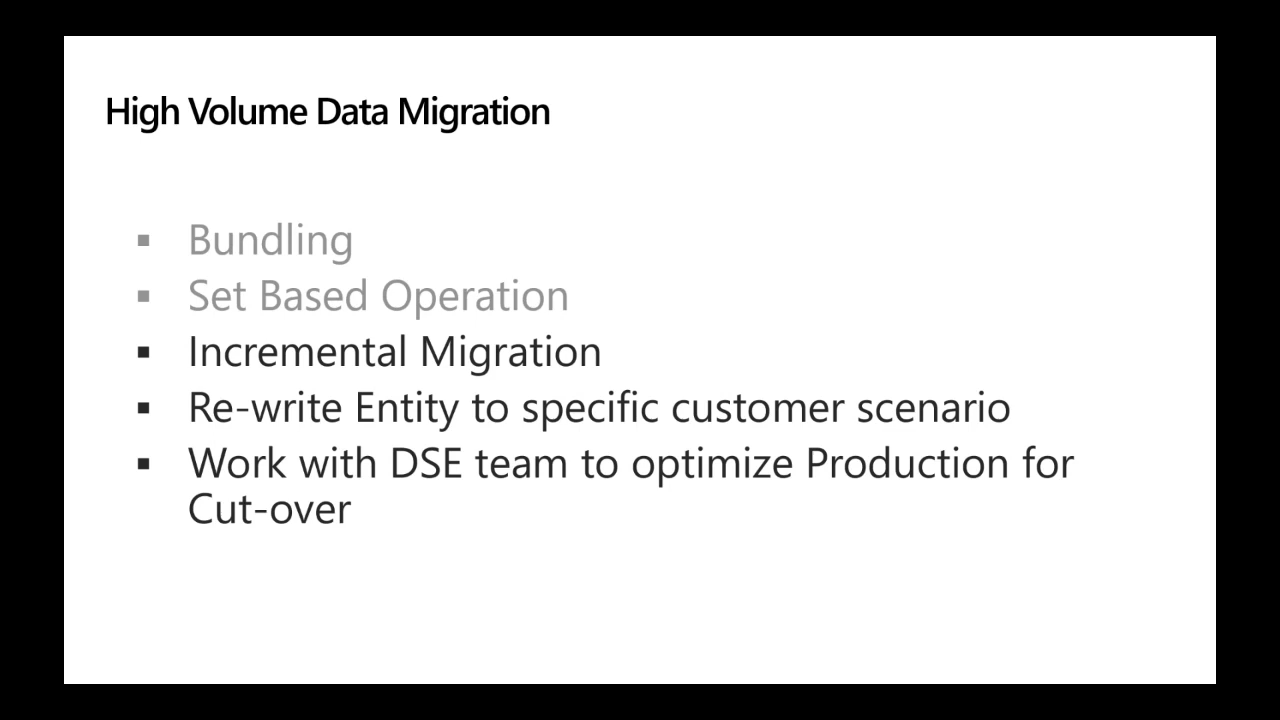 High Volume Data Migration
▪ Bundling
▪ Set Based Operation
▪ Incremental Migration
▪ Re-write Entity to specific customer scenario
▪ Work with DSE team to optimize Production for
Cut-over